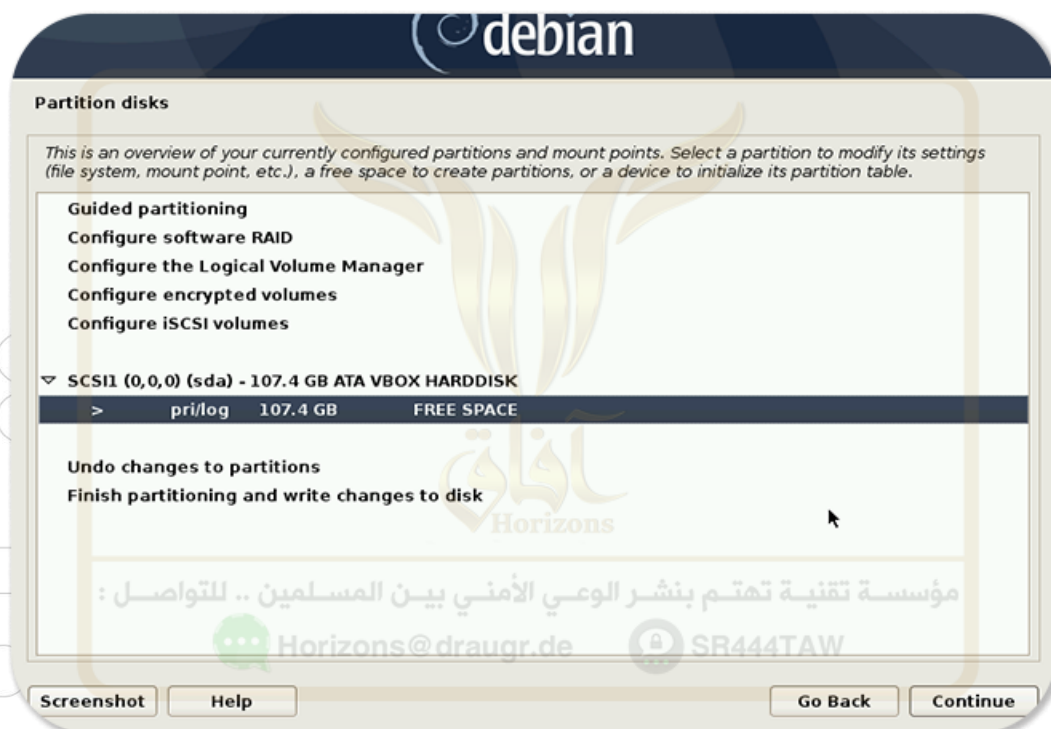 debian
Partition disks
This is an overview of your currently configured partitions and mount points. Select a partition to modify its settings
(file system, mount point, etc.), a free space to create partitions, or a device to initialize its partition table.
Guided partitioning
Configure software RAID
Configure the Logical Volume Manager
Configure encrypted volumes
Configure iSCSI volumes
SCSI1 (0,0,0) (sda) - 107.4 GB ATA VBOX HARDDISK
> pri/log 107.4 GB FREE SPACE
آفاق
Undo changes to partitions
Finish partitioning and write changes to disk
Horizons
مؤسسة تقنية تهتم بنشر الوعي الأمني بين المسلمين .. للتواصل :
Horizons@draugr.de SR444TAW
Screenshot Help Go Back Continue